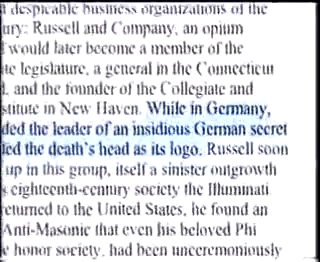 despicable business organizations of the
ury: Russell and Company, an opium
would later become a member of the
te legislature, a general in the Connecticut
, and the founder of the Collegiate and
stitute in New Haven. While in Germany,
ded the leader of an insidious German secret
ied the death's head as its logo. Russell soon
up in this group, itself a sinister outgrowth
s eighteenth-century society the Illuminati
returned to the United States, he found an
Anti-Masonic that even his beloved Phi
e honor society, had been unceremoniously